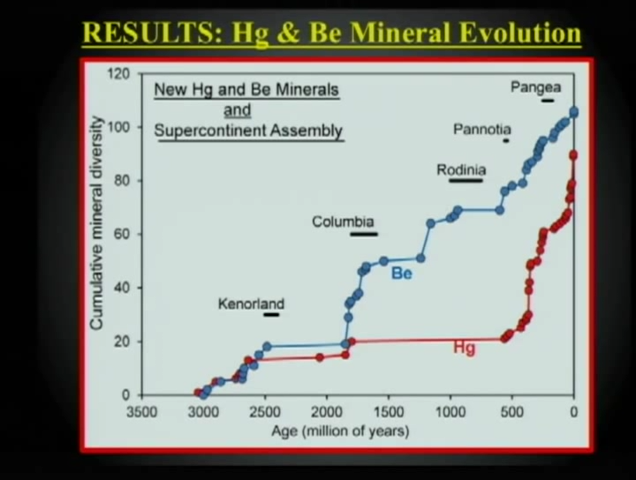 RESULTS: Hg & Be Mineral Evolution
New Hg and Be Minerals
and
Supercontinent Assembly
Pangea
Pannotia
Rodinia
Columbia
Kenorland
Be
Hg
Cumulative mineral diversity
120
100
80
60
40
20
0
3500 3000 2500 2000 1500 1000 500 0
Age (million of years)